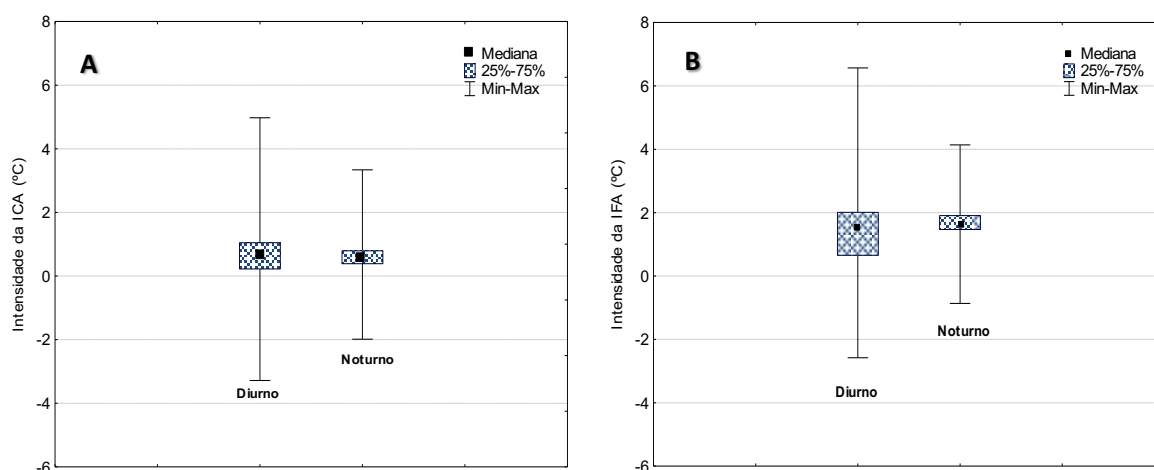 A
Mediana
25%-75%
Min-Max
Intensidade da ICA (ºC)
8
6
4
2
0
-2
-4
-6
Noturno
Diurno
B
Mediana
25%-75%
Min-Max
Intensidade da IFA (ºC)
8
6
4
2
0
-2
-4
-6
Noturno
Diurno